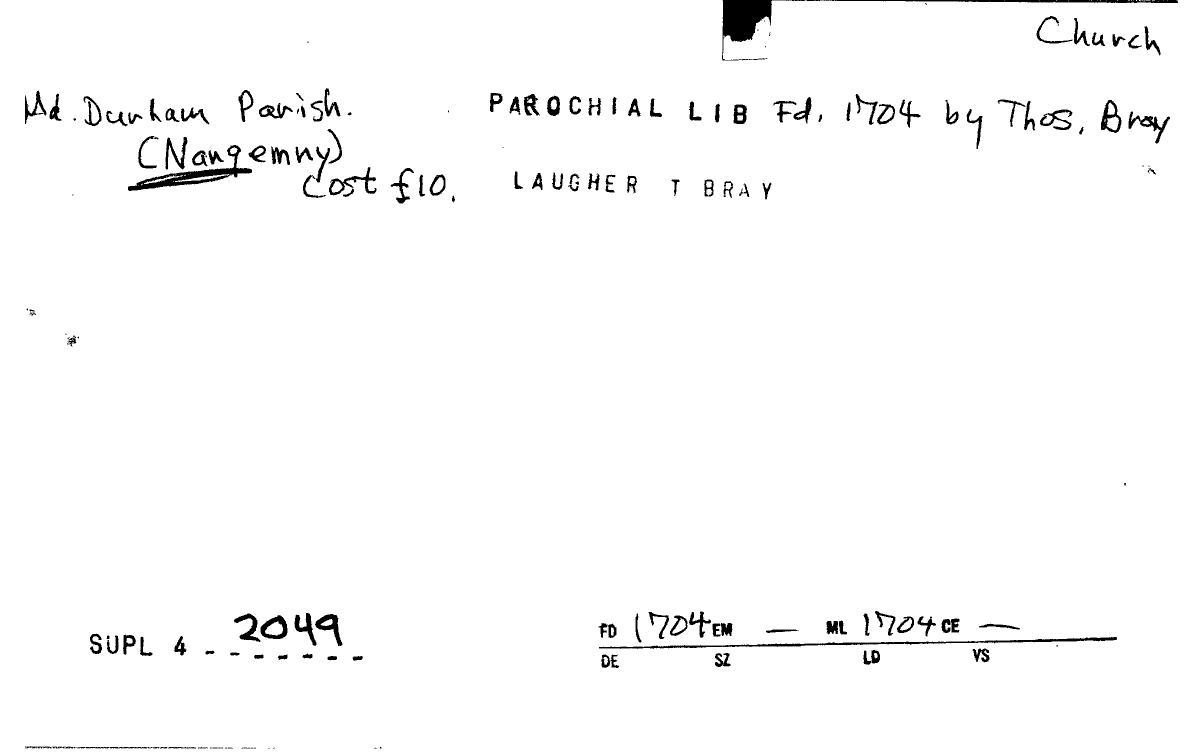 Church
Md. Durham Parish. PAROCHIAL LIB Fd. 1704 by Thos. Bray
(Nangemny)
Cost £10. LAUGHER T BRAY
SUPL 4 2049
FD 1704 EM — ML 1704 CE —
DE SZ LD VS